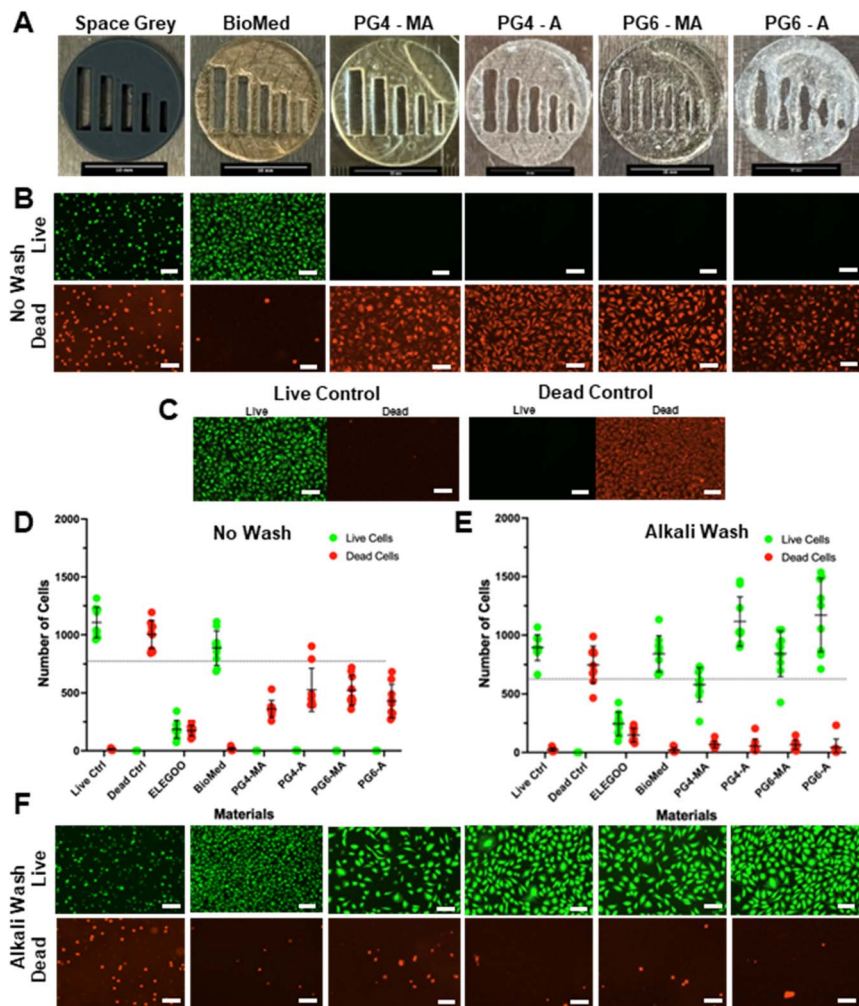 A
Space Grey BioMed PG4 - MA PG4 - A PG6 - MA PG6 - A
B
No Wash
Live
Dead
C
Live Control Dead Control
Live Dead Live Dead
D
No Wash
Live Cells
Dead Cells
Number of Cells
2000
1500
1000
500
0
Live Ctrl Dead Ctrl ELEGOO BioMed PG4-MA PG4-A PG6-MA PG6-A
Materials
E
Alkali Wash
Live Cells
Dead Cells
Number of Cells
2000
1500
1000
500
0
Live Ctrl Dead Ctrl ELEGOO BioMed PG4-MA PG4-A PG6-MA PG6-A
Materials
F
Alkali Wash
Live
Dead